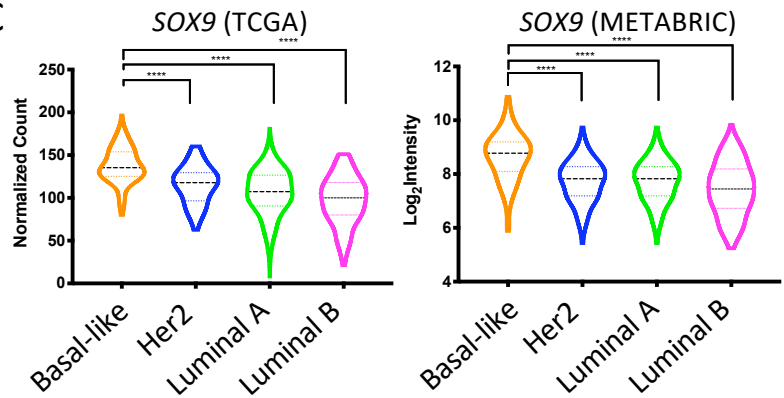 C
SOX9 (TCGA)
****
****
****
250
200
150
100
50
0
Normalized Count
Basal-like
Her2
Luminal A
Luminal B
SOX9 (METABRIC)
****
****
****
12
10
8
6
4
Log2Intensity
Basal-like
Her2
Luminal A
Luminal B